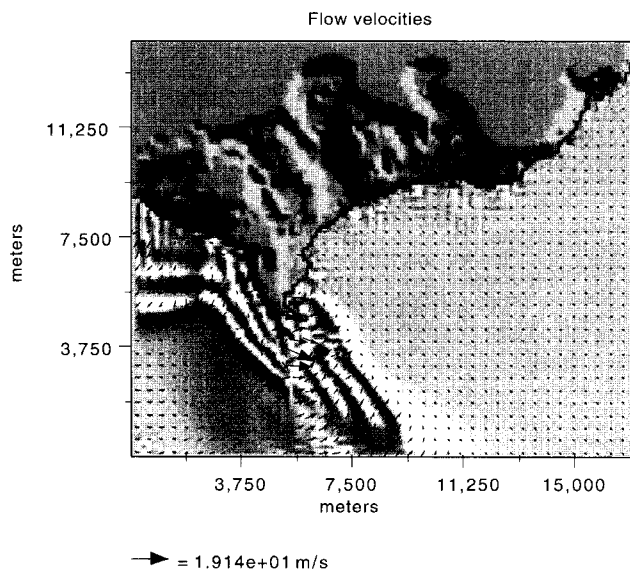 Flow velocities
11,250
7,500
3,750
meters
3,750 7,500 11,250 15,000
meters
= 1.914e+01 m/s